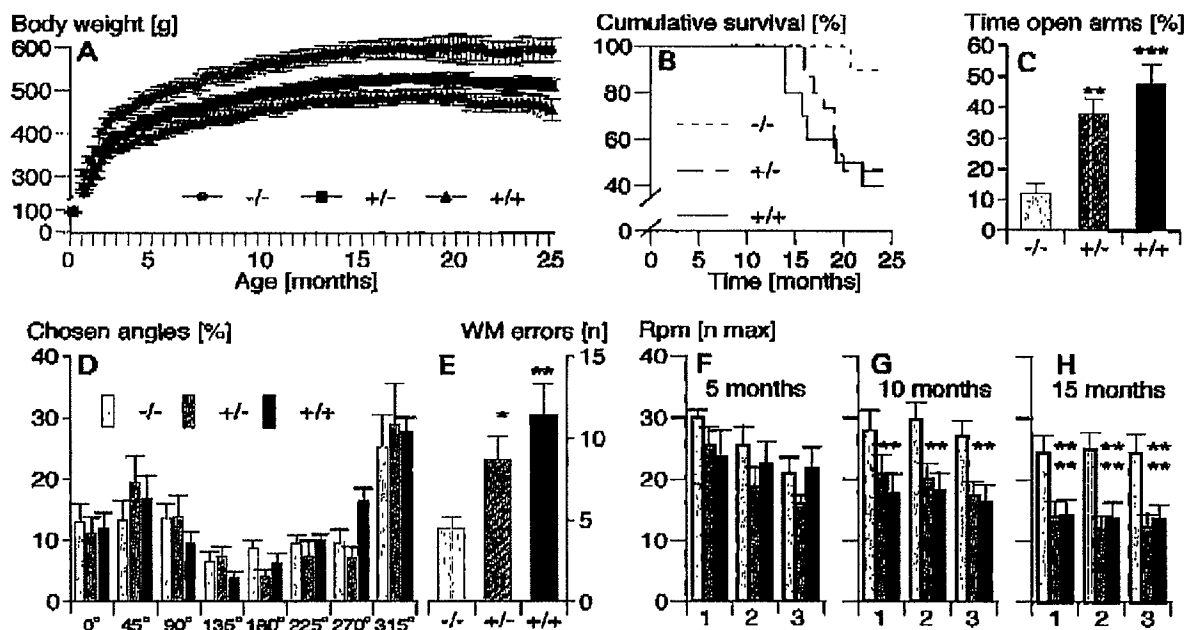 Body weight [g]
Cumulative survival [%]
Time open arms [%]
A
B
C
600
500
400
300
100
0
-/-
+/-
+/+
0
5
10
15
20
25
Age [months]
100
80
60
40
0
-/-
+/-
+/+
0
5
10
15
20
25
Time [months]
60
50
40
30
20
10
0
**
***
-/-
+/-
+/+
Chosen angles [%]
WM errors [n]
Rpm [n max]
D
E
F
G
H
5 months
10 months
15 months
40
30
20
10
0
-/-
+/-
+/+
0° 45° 90° 135° 180° 225° 270° 315°
15
10
5
0
*
**
-/-
+/-
+/+
40
30
20
10
0
1 2 3
** ** **
1 2 3
** ** **
** ** **
1 2 3